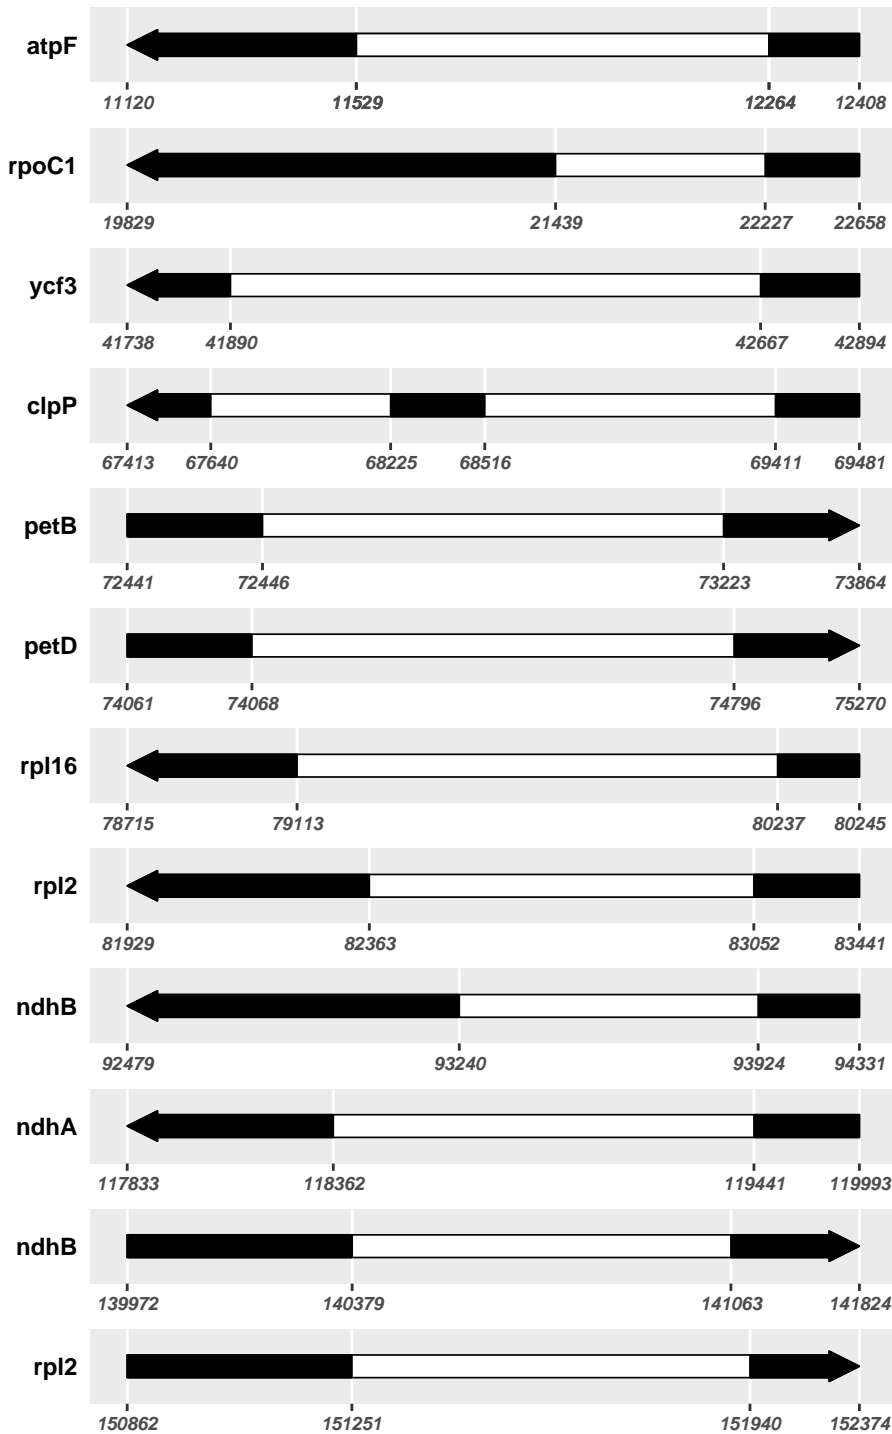 atpF
11120 11529 12264 12408
rpoC1
19829 21439 22227 22658
ycf3
41738 41890 42667 42894
clpP
67413 67640 68225 68516 69411 69481
petB
72441 72446 73223 73864
petD
74061 74068 74796 75270
rpl16
78715 79113 80237 80245
rpl2
81929 82363 83052 83441
ndhB
92479 93240 93924 94331
ndhA
117833 118362 119441 119993
ndhB
139972 140379 141063 141824
rpl2
150862 151251 151940 152374